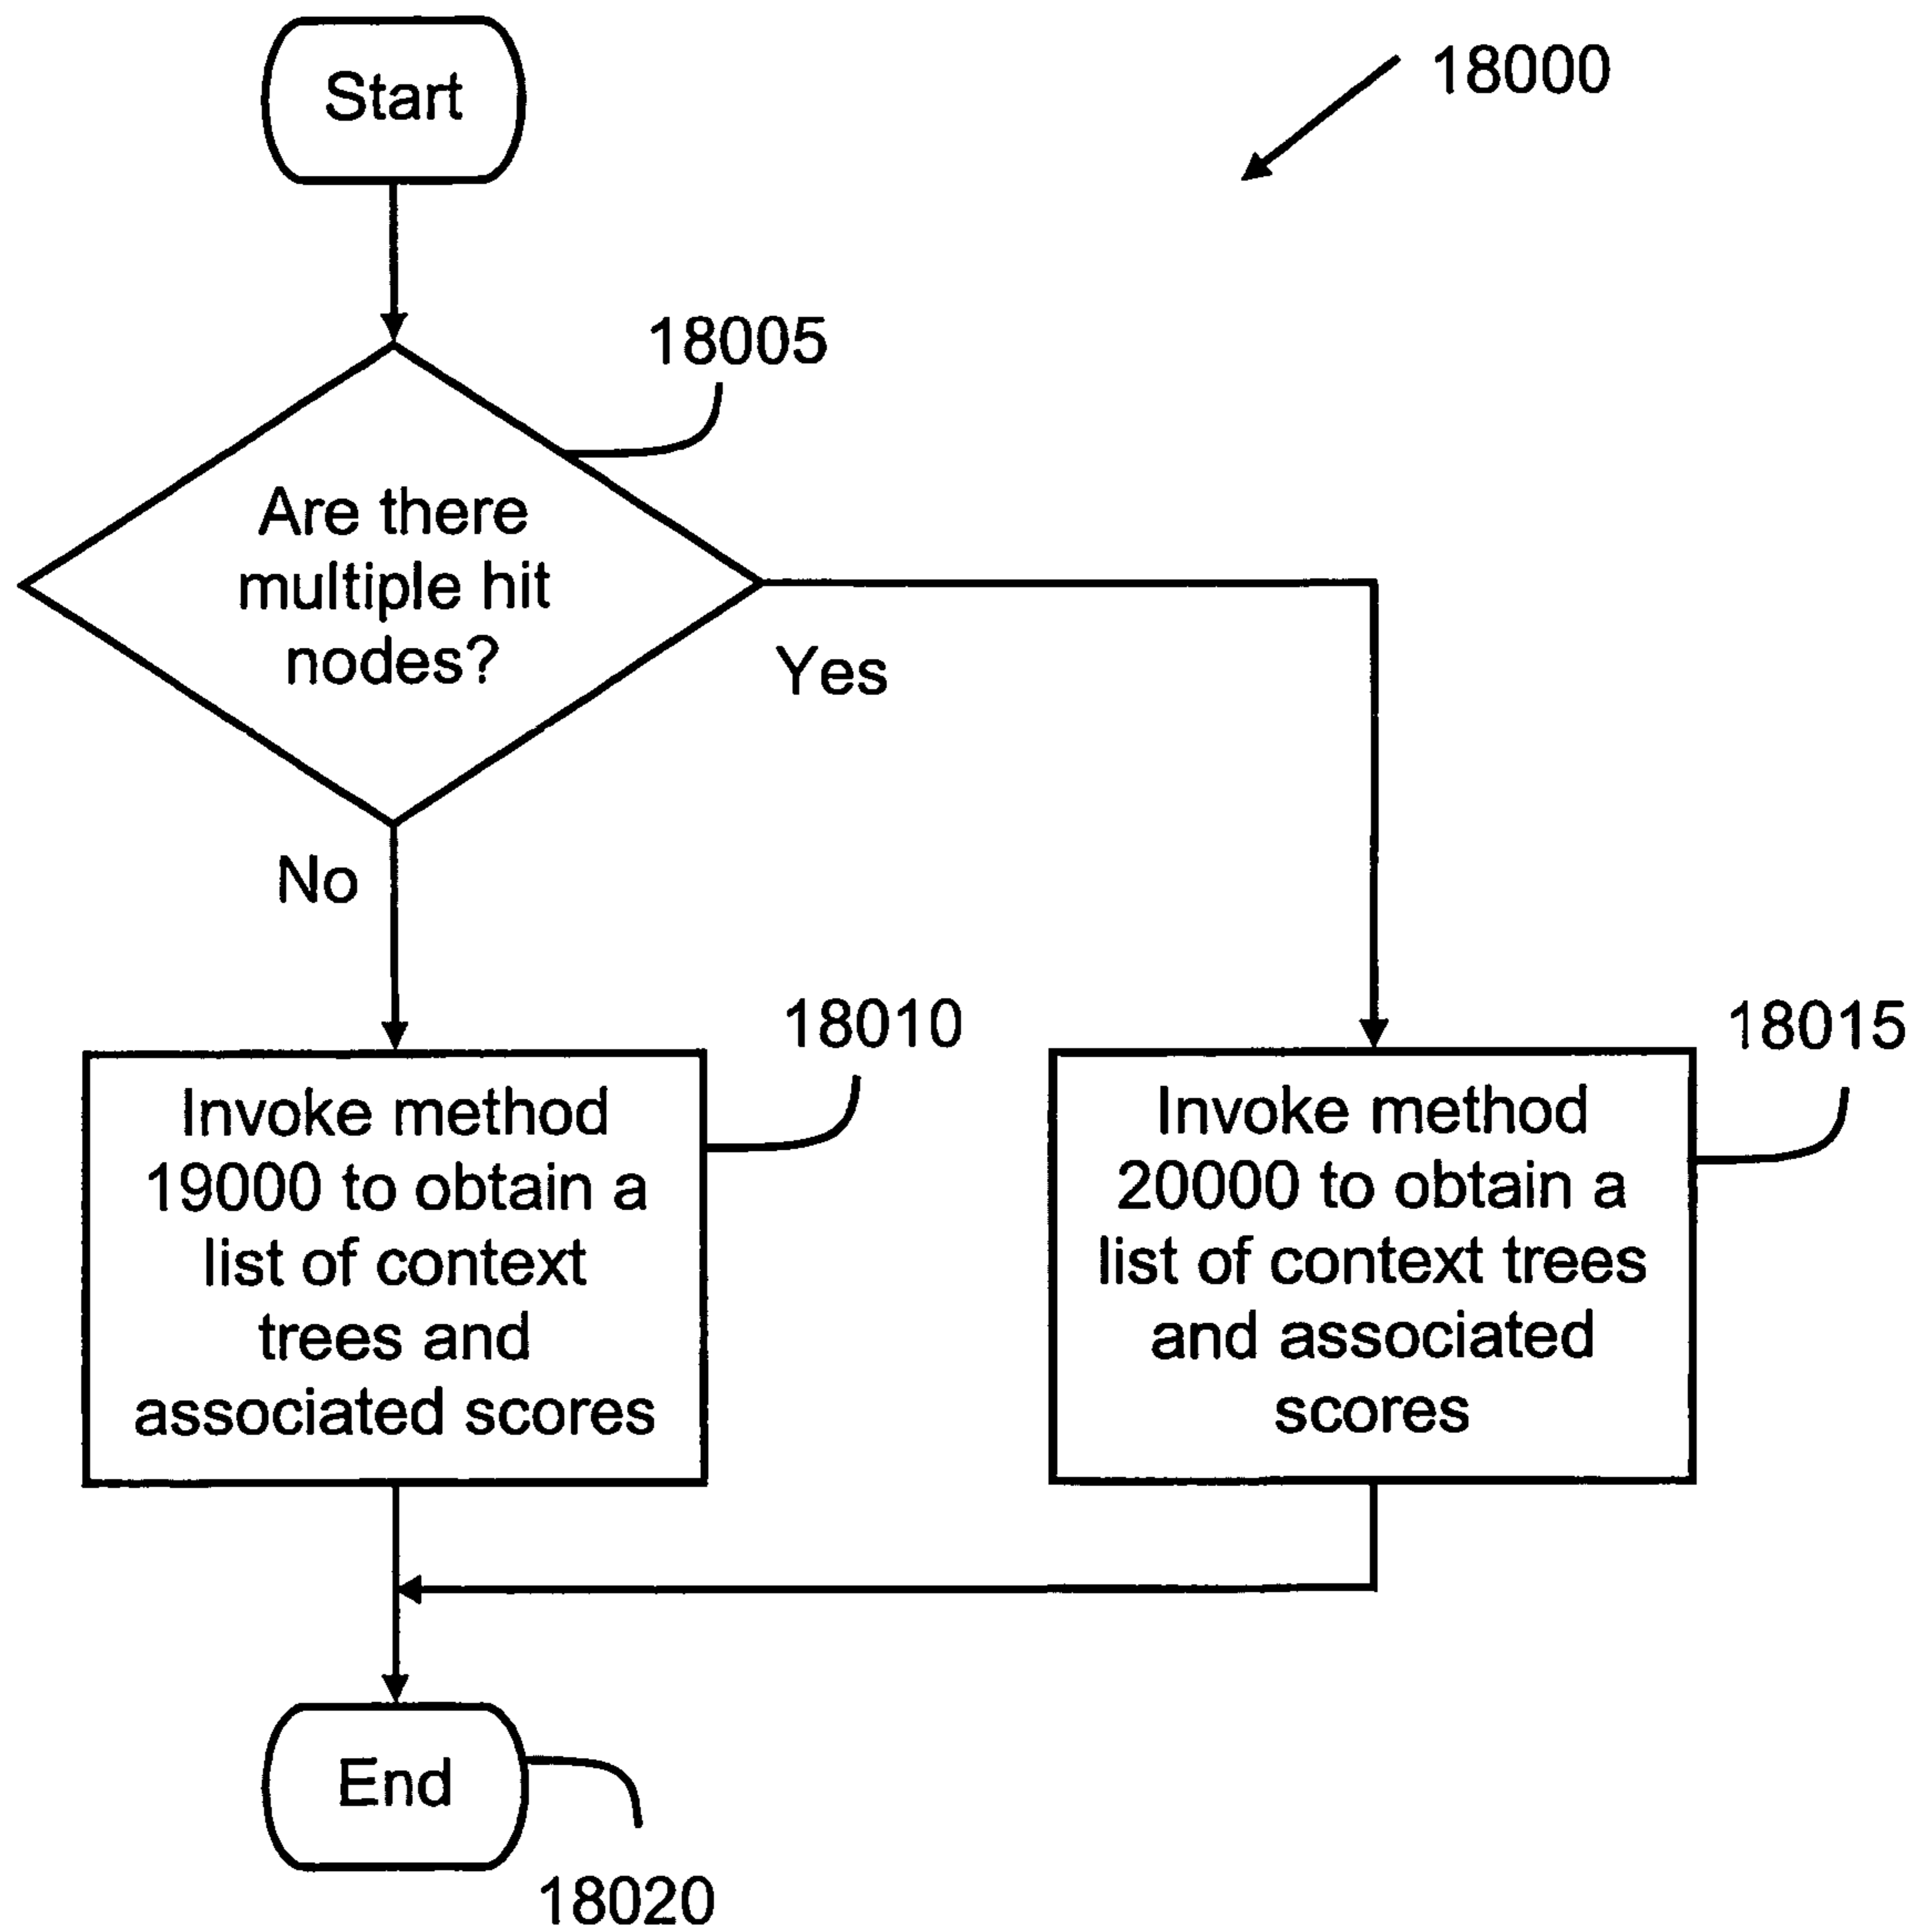 Start
18000
18005
Are there
multiple hit
nodes?
Yes
No
18010
18015
Invoke method
19000 to obtain a
list of context
trees and
associated scores
Invoke method
20000 to obtain a
list of context trees
and associated
scores
End
18020